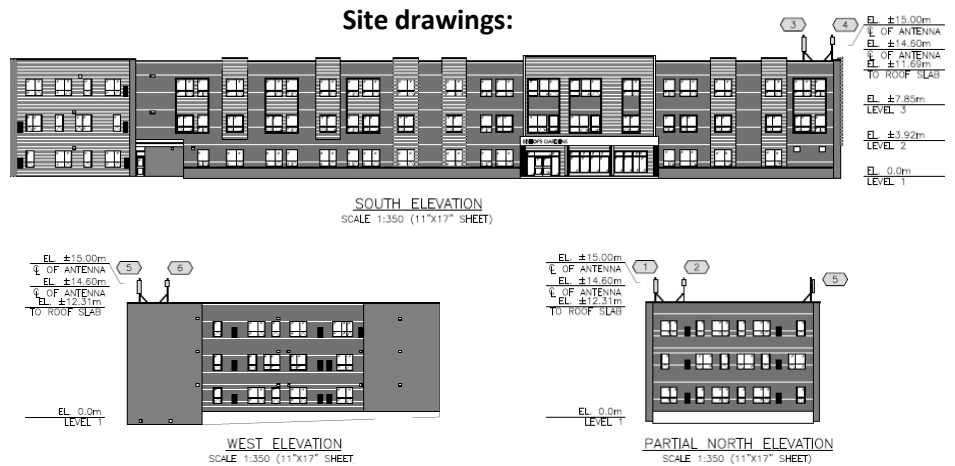 Site drawings:
3
4
EL. ±15.00m
℄ OF ANTENNA
EL. ±14.60m
℄ OF ANTENNA
EL. ±11.69m
TO ROOF SLAB
EL. ±7.85m
LEVEL 3
EL. ±3.92m
LEVEL 2
EL. 0.0m
LEVEL 1
GARDENS
SOUTH ELEVATION
SCALE 1:350 (11"X17" SHEET)
EL. ±15.00m
℄ OF ANTENNA
EL. ±14.60m
℄ OF ANTENNA
EL. ±12.31m
TO ROOF SLAB
5
6
EL. 0.0m
LEVEL 1
WEST ELEVATION
SCALE 1:350 (11"X17" SHEET
EL. ±15.00m
℄ OF ANTENNA
EL. ±14.60m
℄ OF ANTENNA
EL. ±12.31m
TO ROOF SLAB
1
2
5
EL. 0.0m
LEVEL 1
PARTIAL NORTH ELEVATION
SCALE 1:350 (11"X17" SHEET)